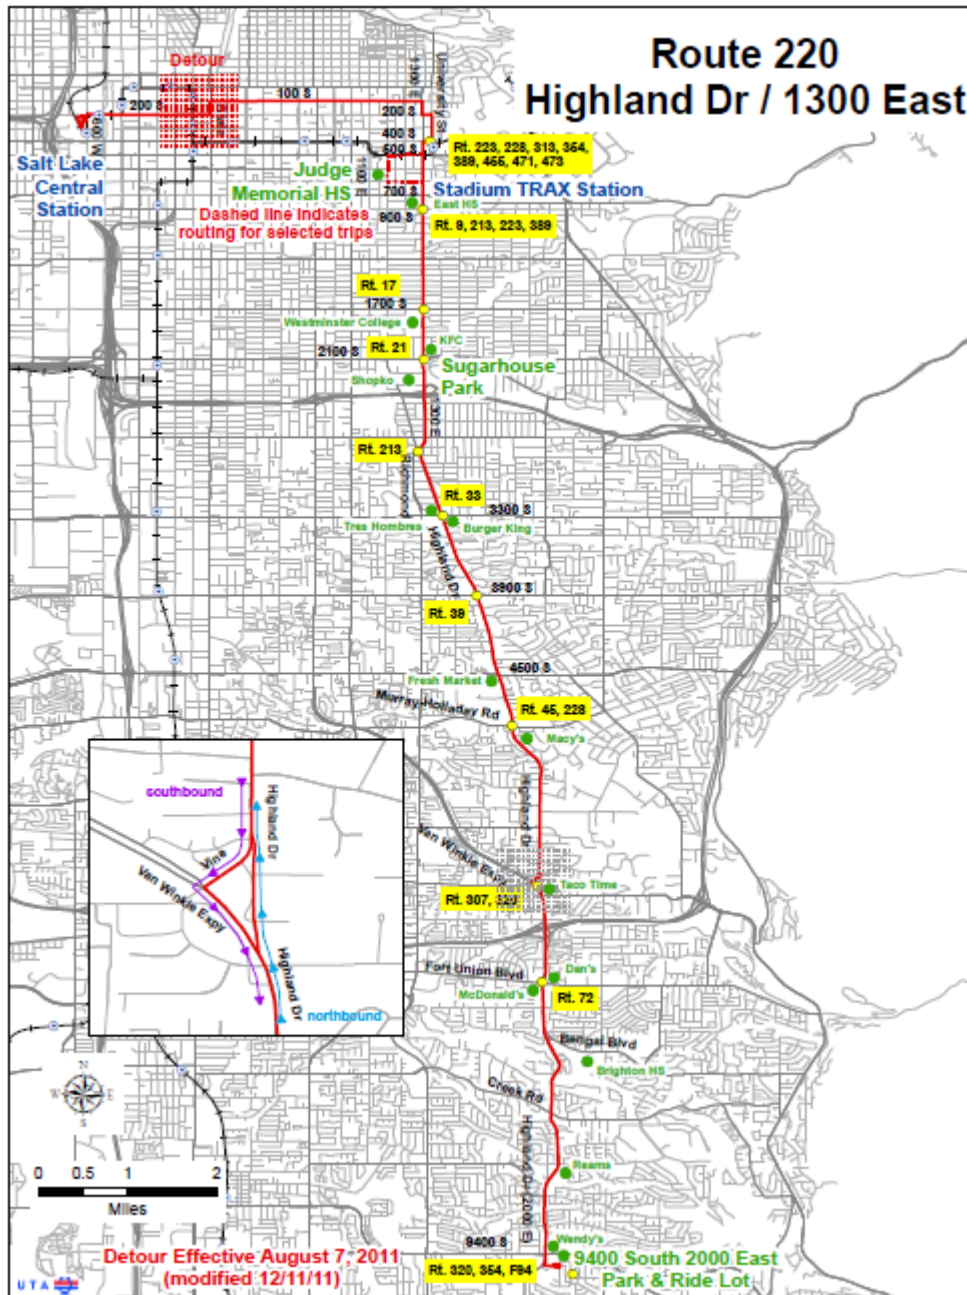 Route 220
Highland Dr / 1300 East
Detour
1300 E
University St
100 S
200 S
200 S
400 S
500 S
600 W
Rt. 223, 228, 313, 354,
389, 455, 471, 473
Salt Lake
Central
Station
Judge
Memorial HS
1100 E
700 S
Stadium TRAX Station
East HS
Dashed line indicates
routing for selected trips
900 S
Rt. 9, 213, 223, 389
Rt. 17
1700 S
Westminster College
KFC
Rt. 21
2100 S
Sugarhouse
Park
Shopko
1300 E
Rt. 213
Richmond
Rt. 33
3300 S
Tres Hombres
Burger King
Highland Dr
3900 S
Rt. 39
4500 S
Fresh Market
Murray-Holladay Rd
Rt. 45, 228
Macy's
Highland Dr
southbound
Highland Dr
Vine
Van Winkle Expy
Van Winkle Expy
Taco Time
Rt. 307, 320
Highland Dr
northbound
Fort Union Blvd
Dan's
McDonald's
Rt. 72
Bengal Blvd
Brighton HS
Creek Rd
N
W
E
S
Highland Dr (2000 E)
Reams
0
0.5
1
2
Miles
9400 S
Wendy's
9400 South 2000 East
Park & Ride Lot
Rt. 320, 354, F94
Detour Effective August 7, 2011
(modified 12/11/11)
UTA